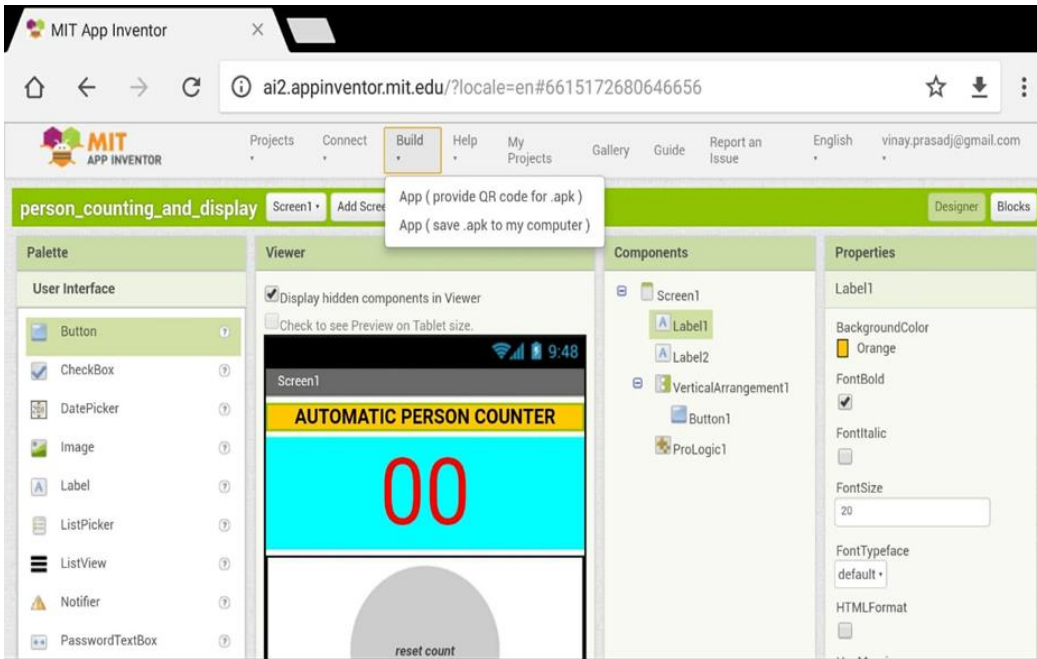 MIT App Inventor
ai2.appinventor.mit.edu/?locale=en#6615172680646656
MIT
APP INVENTOR
Projects
Connect
Build
Help
My
Projects
Gallery
Guide
Report an
Issue
English
vinay.prasadj@gmail.com
App ( provide QR code for .apk )
App ( save .apk to my computer )
person_counting_and_display
Screen1
Add Scree
Designer
Blocks
Palette
User Interface
Button
CheckBox
DatePicker
Image
Label
ListPicker
ListView
Notifier
PasswordTextBox
Viewer
Display hidden components in Viewer
Check to see Preview on Tablet size.
9:48
Screen1
AUTOMATIC PERSON COUNTER
00
reset count
Components
Screen1
Label1
Label2
VerticalArrangement1
Button1
ProLogic1
Properties
Label1
BackgroundColor
Orange
FontBold
FontItalic
FontSize
20
FontTypeface
default
HTMLFormat